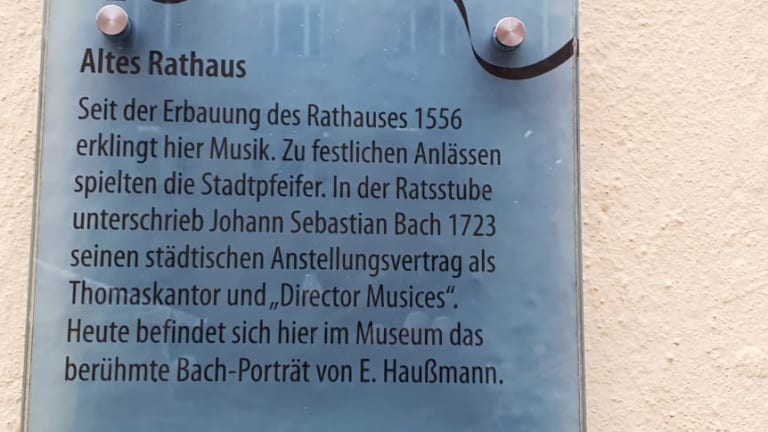 Altes Rathaus
Seit der Erbauung des Rathauses 1556
erklingt hier Musik. Zu festlichen Anlässen
spielten die Stadtpfeifer. In der Ratsstube
unterschrieb Johann Sebastian Bach 1723
seinen städtischen Anstellungsvertrag als
Thomaskantor und „Director Musices“.
Heute befindet sich hier im Museum das
berühmte Bach-Porträt von E. Haußmann.